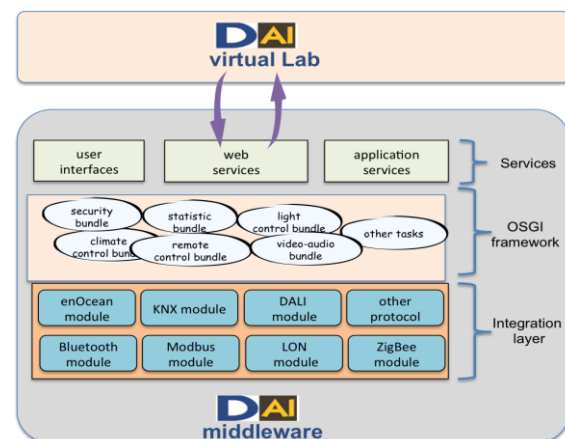 DAI
virtual Lab
user
interfaces
web
services
application
services
Services
security
bundle
statistic
bundle
light
control bundle
other tasks
climate
control bund
remote
control bundle
video-audio
bundle
OSGI
framework
enOcean
module
KNX module
DALI
module
other
protocol
Bluetooth
module
Modbus
module
LON
module
ZigBee
module
Integration
layer
DAI
middleware